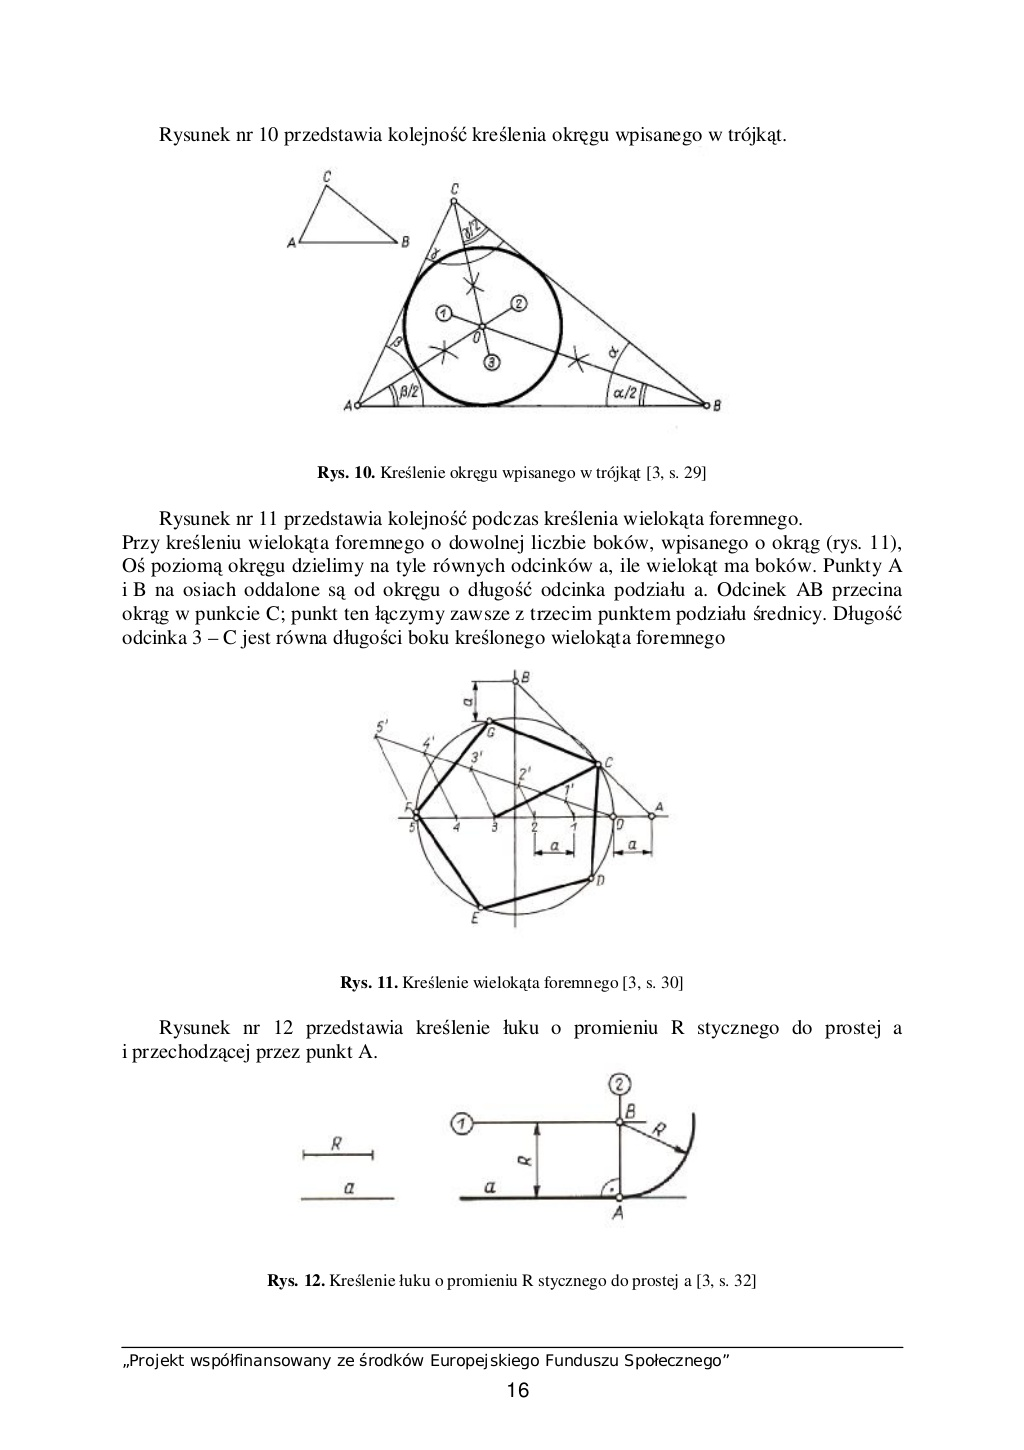 Rysunek nr 10 przedstawia kolejność kreślenia okręgu wpisanego w trójkąt.
C
A
B
C
γ/2
γ
1
2
O
3
β
α
β/2
α/2
A
B
Rys. 10. Kreślenie okręgu wpisanego w trójkąt [3, s. 29]
Rysunek nr 11 przedstawia kolejność podczas kreślenia wielokąta foremnego.
Przy kreśleniu wielokąta foremnego o dowolnej liczbie boków, wpisanego o okrąg (rys. 11),
Oś poziomą okręgu dzielimy na tyle równych odcinków a, ile wielokąt ma boków. Punkty A
i B na osiach oddalone są od okręgu o długość odcinka podziału a. Odcinek AB przecina
okrąg w punkcie C; punkt ten łączymy zawsze z trzecim punktem podziału średnicy. Długość
odcinka 3 – C jest równa długości boku kreślonego wielokąta foremnego
B
a
5'
G
4'
3'
C
2'
1'
F
A
5
4
3
2
1
0
a
a
D
E
Rys. 11. Kreślenie wielokąta foremnego [3, s. 30]
Rysunek nr 12 przedstawia kreślenie łuku o promieniu R stycznego do prostej a
i przechodzącej przez punkt A.
2
1
B
R
R
R
a
a
A
Rys. 12. Kreślenie łuku o promieniu R stycznego do prostej a [3, s. 32]
„Projekt współfinansowany ze środków Europejskiego Funduszu Społecznego”
16